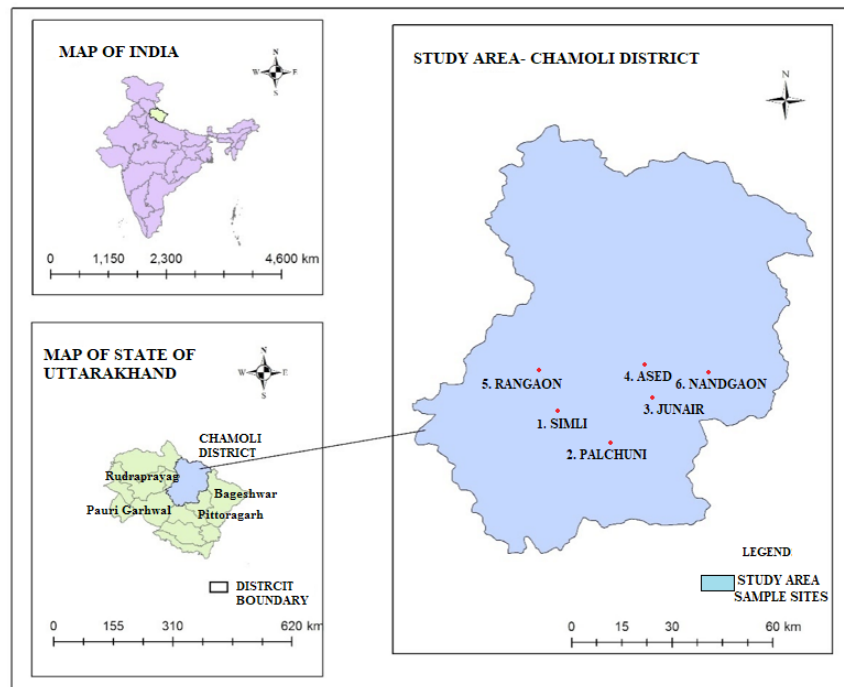 MAP OF INDIA
N
W E
S
0 1,150 2,300 4,600 km
MAP OF STATE OF
UTTARAKHAND
N
W E
S
CHAMOLI
DISTRICT
Rudraprayag
Bageshwar
Pauri Garhwal
Pittoragarh
DISTRCIT
BOUNDARY
0 155 310 620 km
STUDY AREA- CHAMOLI DISTRICT
N
4. ASED
5. RANGAON
6. NANDGAON
3. JUNAIR
1. SIMLI
2. PALCHUNI
LEGEND
STUDY AREA
SAMPLE SITES
0 15 30 60 km